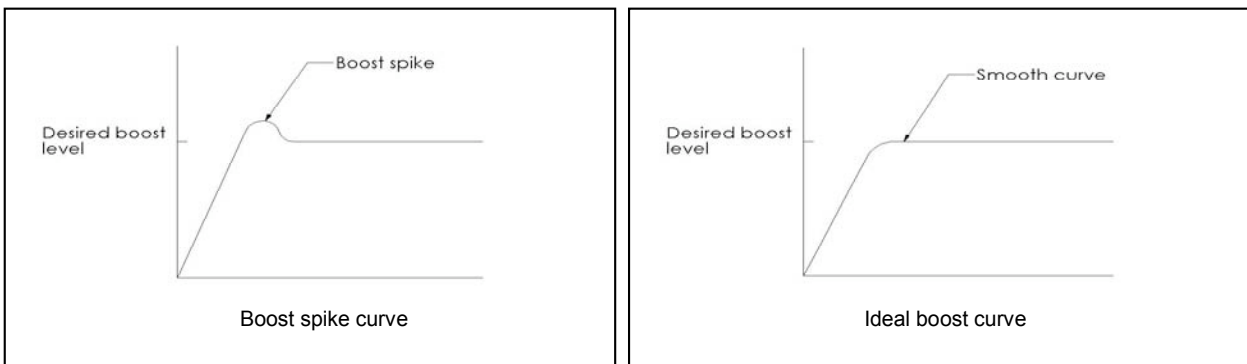 Boost spike
Desired boost
level
Boost spike curve
Smooth curve
Desired boost
level
Ideal boost curve